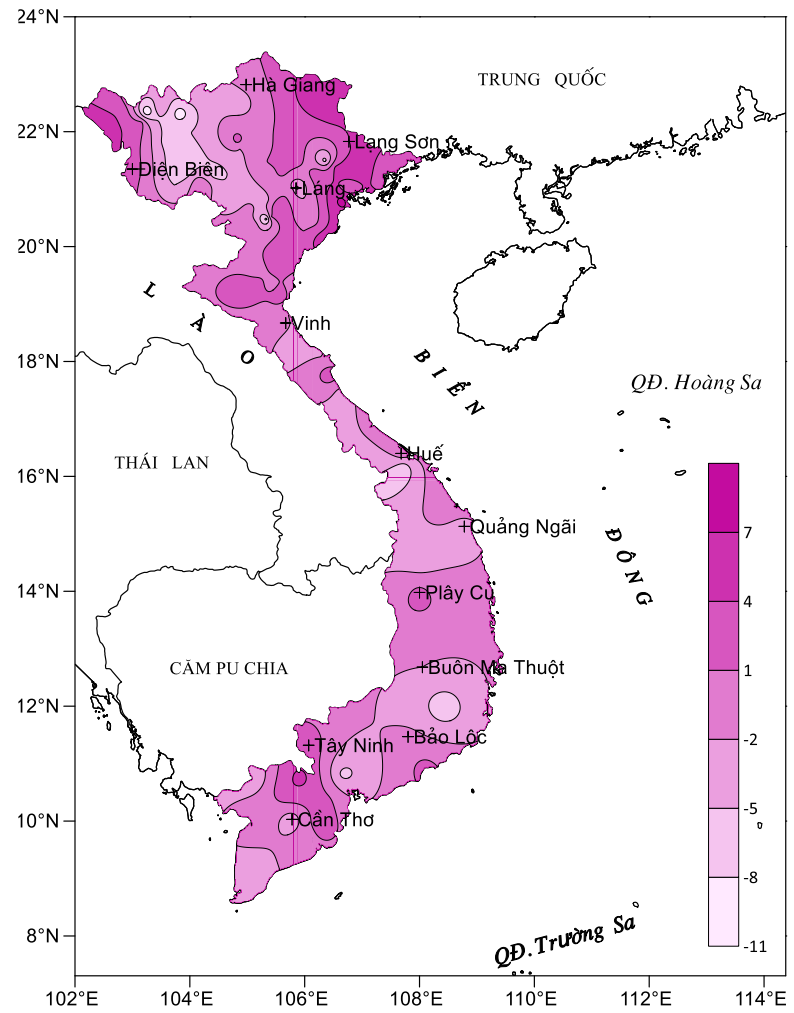 24°N
22°N
20°N
18°N
16°N
14°N
12°N
10°N
8°N
102°E
104°E
106°E
108°E
110°E
112°E
114°E
TRUNG QUỐC
Hà Giang
Lạng Sơn
Điện Biên
Láng
LÀO
Vinh
BIỂN
QĐ. Hoàng Sa
THÁI LAN
Huế
Quảng Ngãi
ĐÔNG
Plây Cu
CĂM PU CHIA
Buôn Ma Thuột
Bảo Lộc
Tây Ninh
Cần Thơ
QĐ. Trường Sa
7
4
1
-2
-5
-8
-11